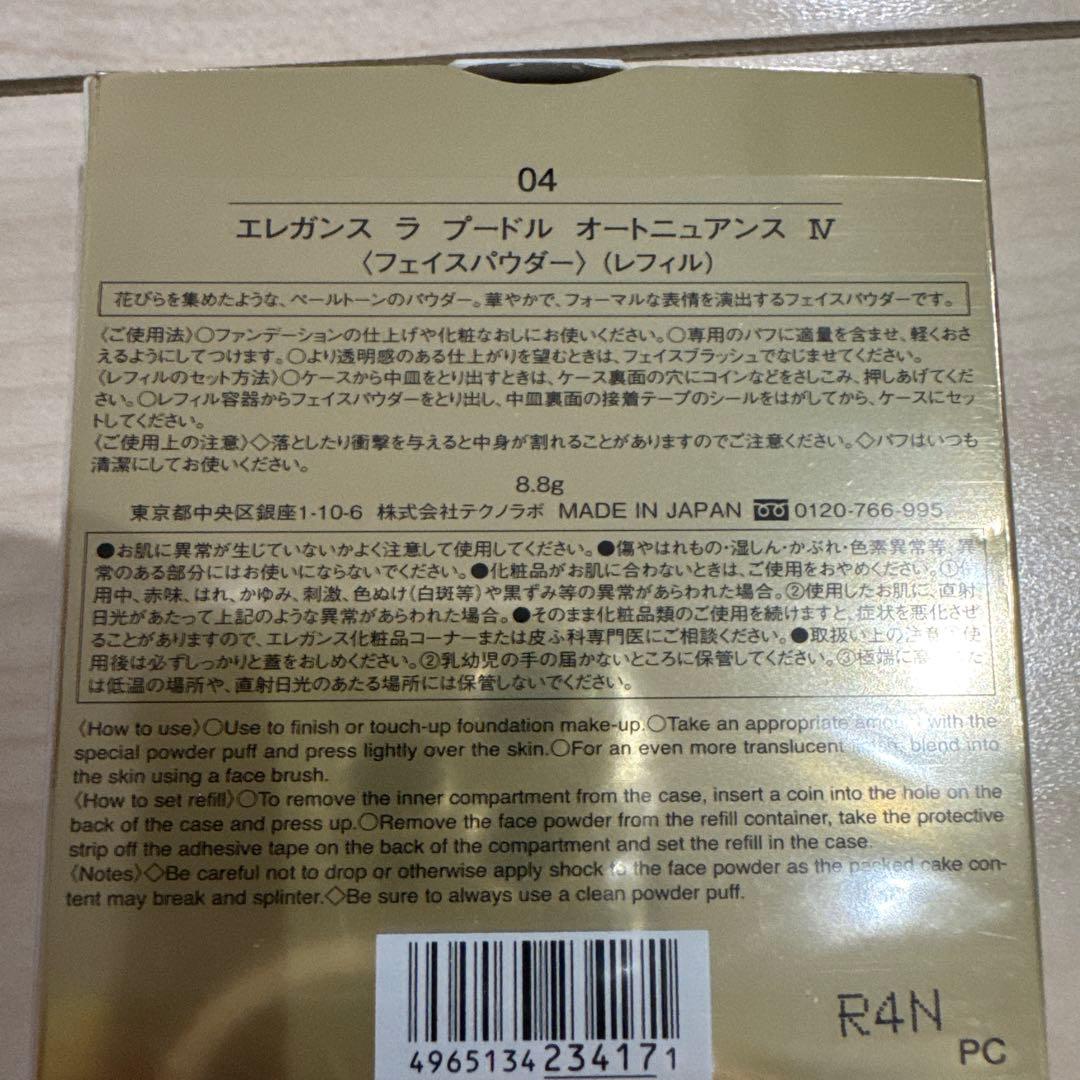 04
エレガンス ラ プードル オートニュアンス Ⅳ
〈フェイスパウダー〉(レフィル)
花びらを集めたような、ペールトーンのパウダー。華やかで、フォーマルな表情を演出するフェイスパウダーです。
〈ご使用法〉○ファンデーションの仕上げや化粧なおしにお使いください。○専用のパフに適量を含ませ、軽くおさ
えるようにしてつけます。○より透明感のある仕上がりを望むときは、フェイスブラッシュでなじませてください。
〈レフィルのセット方法〉○ケースから中皿をとり出すときは、ケース裏面の穴にコインなどをさしこみ、押しあげてくだ
さい。○レフィル容器からフェイスパウダーをとり出し、中皿裏面の接着テープのシールをはがしてから、ケースにセッ
トしてください。
〈ご使用上の注意〉◇落としたり衝撃を与えると中身が割れることがありますのでご注意ください。◇パフはいつも
清潔にしてお使いください。
8.8g
東京都中央区銀座1-10-6 株式会社テクノラボ MADE IN JAPAN 0120-766-995
●お肌に異常が生じていないかよく注意して使用してください。●傷やはれもの・湿しん・かぶれ・色素異常等、異
常のある部分にはお使いにならないでください。●化粧品がお肌に合わないときは、ご使用をおやめください。①使
用中、赤味、はれ、かゆみ、刺激、色ぬけ(白斑等)や黒ずみ等の異常があらわれた場合。②使用したお肌に、直射
日光があたって上記のような異常があらわれた場合。●そのまま化粧品類のご使用を続けますと、症状を悪化させ
ることがありますので、エレガンス化粧品コーナーまたは皮ふ科専門医にご相談ください。●取扱い上の注意 使
用後は必ずしっかりと蓋をおしめください。②乳幼児の手の届かないところに保管してください。③極端に高
は低温の場所や、直射日光のあたる場所には保管しないでください。
〈How to use〉○Use to finish or touch-up foundation make-up.○Take an appropriate amount with the
special powder puff and press lightly over the skin.○For an even more translucent blend into
the skin using a face brush.
〈How to set refill〉○To remove the inner compartment from the case, insert a coin into the hole on the
back of the case and press up.○Remove the face powder from the refill container, take the protective
strip off the adhesive tape on the back of the compartment and set the refill in the case.
〈Notes〉◇Be careful not to drop or otherwise apply shock to the face powder as the packed cake con-
tent may break and splinter.◇Be sure to always use a clean powder puff.
4965134234171
R4N
PC